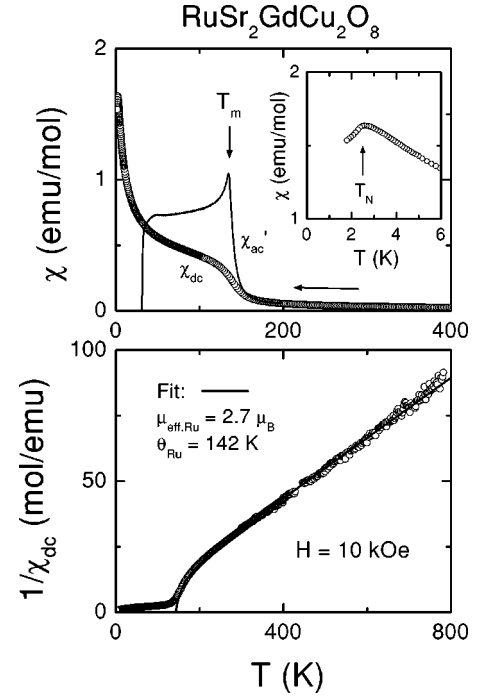 RuSr₂GdCu₂O₈
χ (emu/mol)
2
1
0
0
200
400
T_m
χ_ac'
χ_dc
χ (emu/mol)
2
1
0 2 4 6
T (K)
T_N
1/χ_dc (mol/emu)
100
50
0
Fit:
μ_eff.Ru = 2.7 μ_B
θ_Ru = 142 K
H = 10 kOe
0 200 400 600 800
T (K)